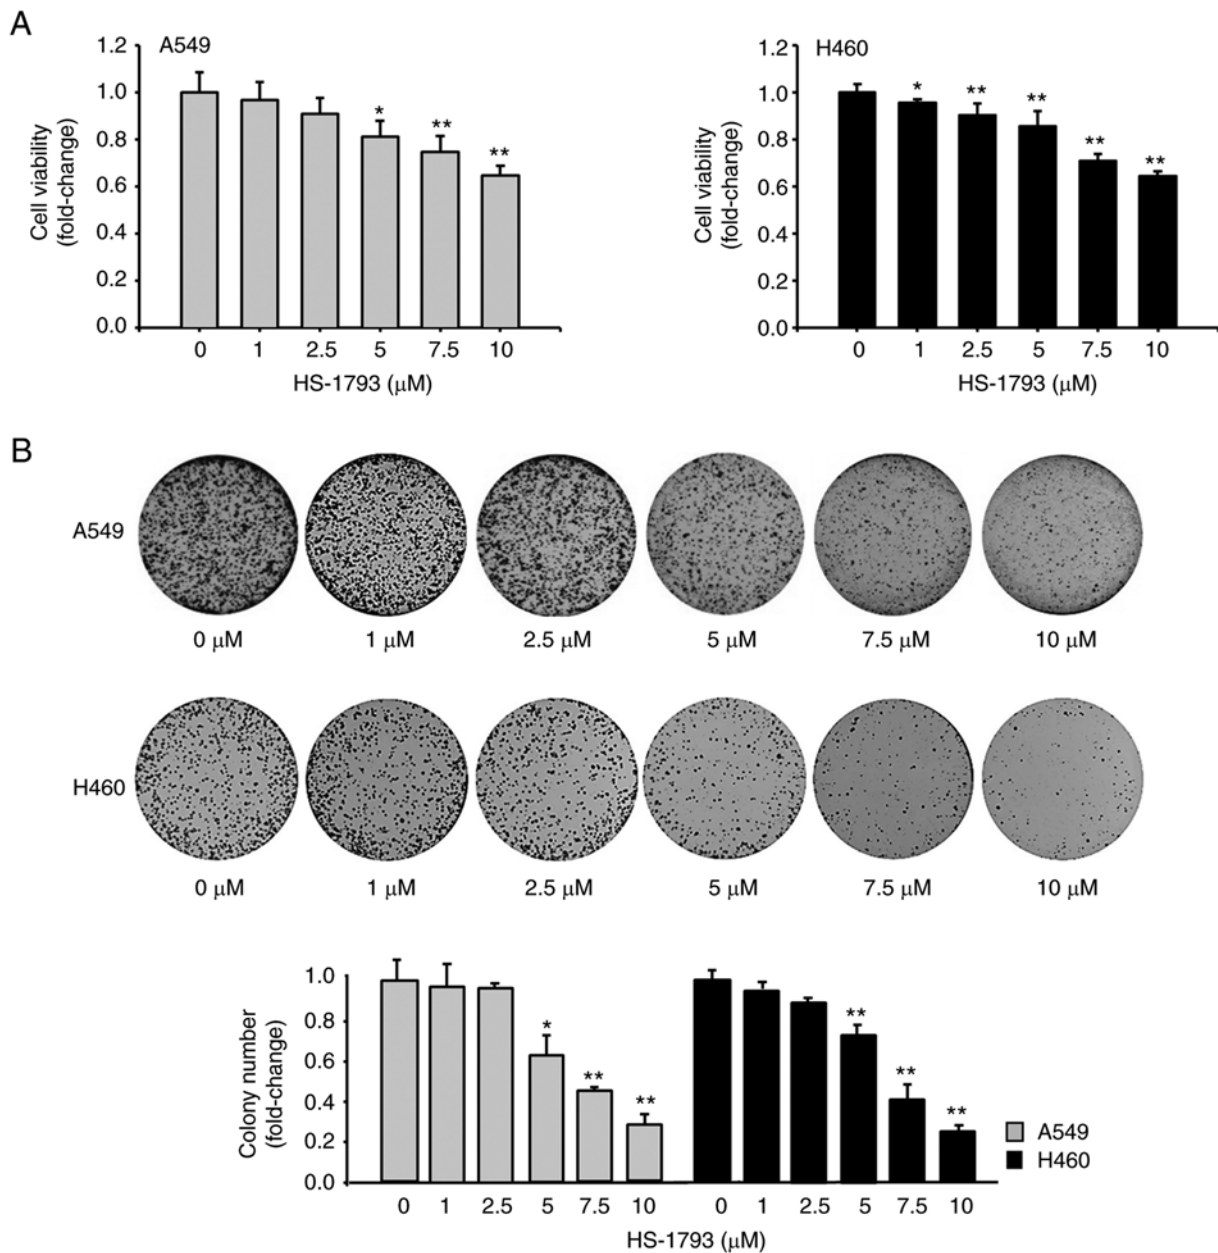 A
A549
1.2
1.0
0.8
0.6
0.4
0.2
0.0
Cell viability
(fold-change)
* ** **
0 1 2.5 5 7.5 10
HS-1793 (μM)
H460
1.2
1.0
0.8
0.6
0.4
0.2
0.0
Cell viability
(fold-change)
* ** ** ** **
0 1 2.5 5 7.5 10
HS-1793 (μM)
B
A549
0 μM 1 μM 2.5 μM 5 μM 7.5 μM 10 μM
H460
0 μM 1 μM 2.5 μM 5 μM 7.5 μM 10 μM
1.0
0.8
0.6
0.4
0.2
0.0
Colony number
(fold-change)
* ** ** ** ** **
0 1 2.5 5 7.5 10 0 1 2.5 5 7.5 10
HS-1793 (μM)
A549
H460